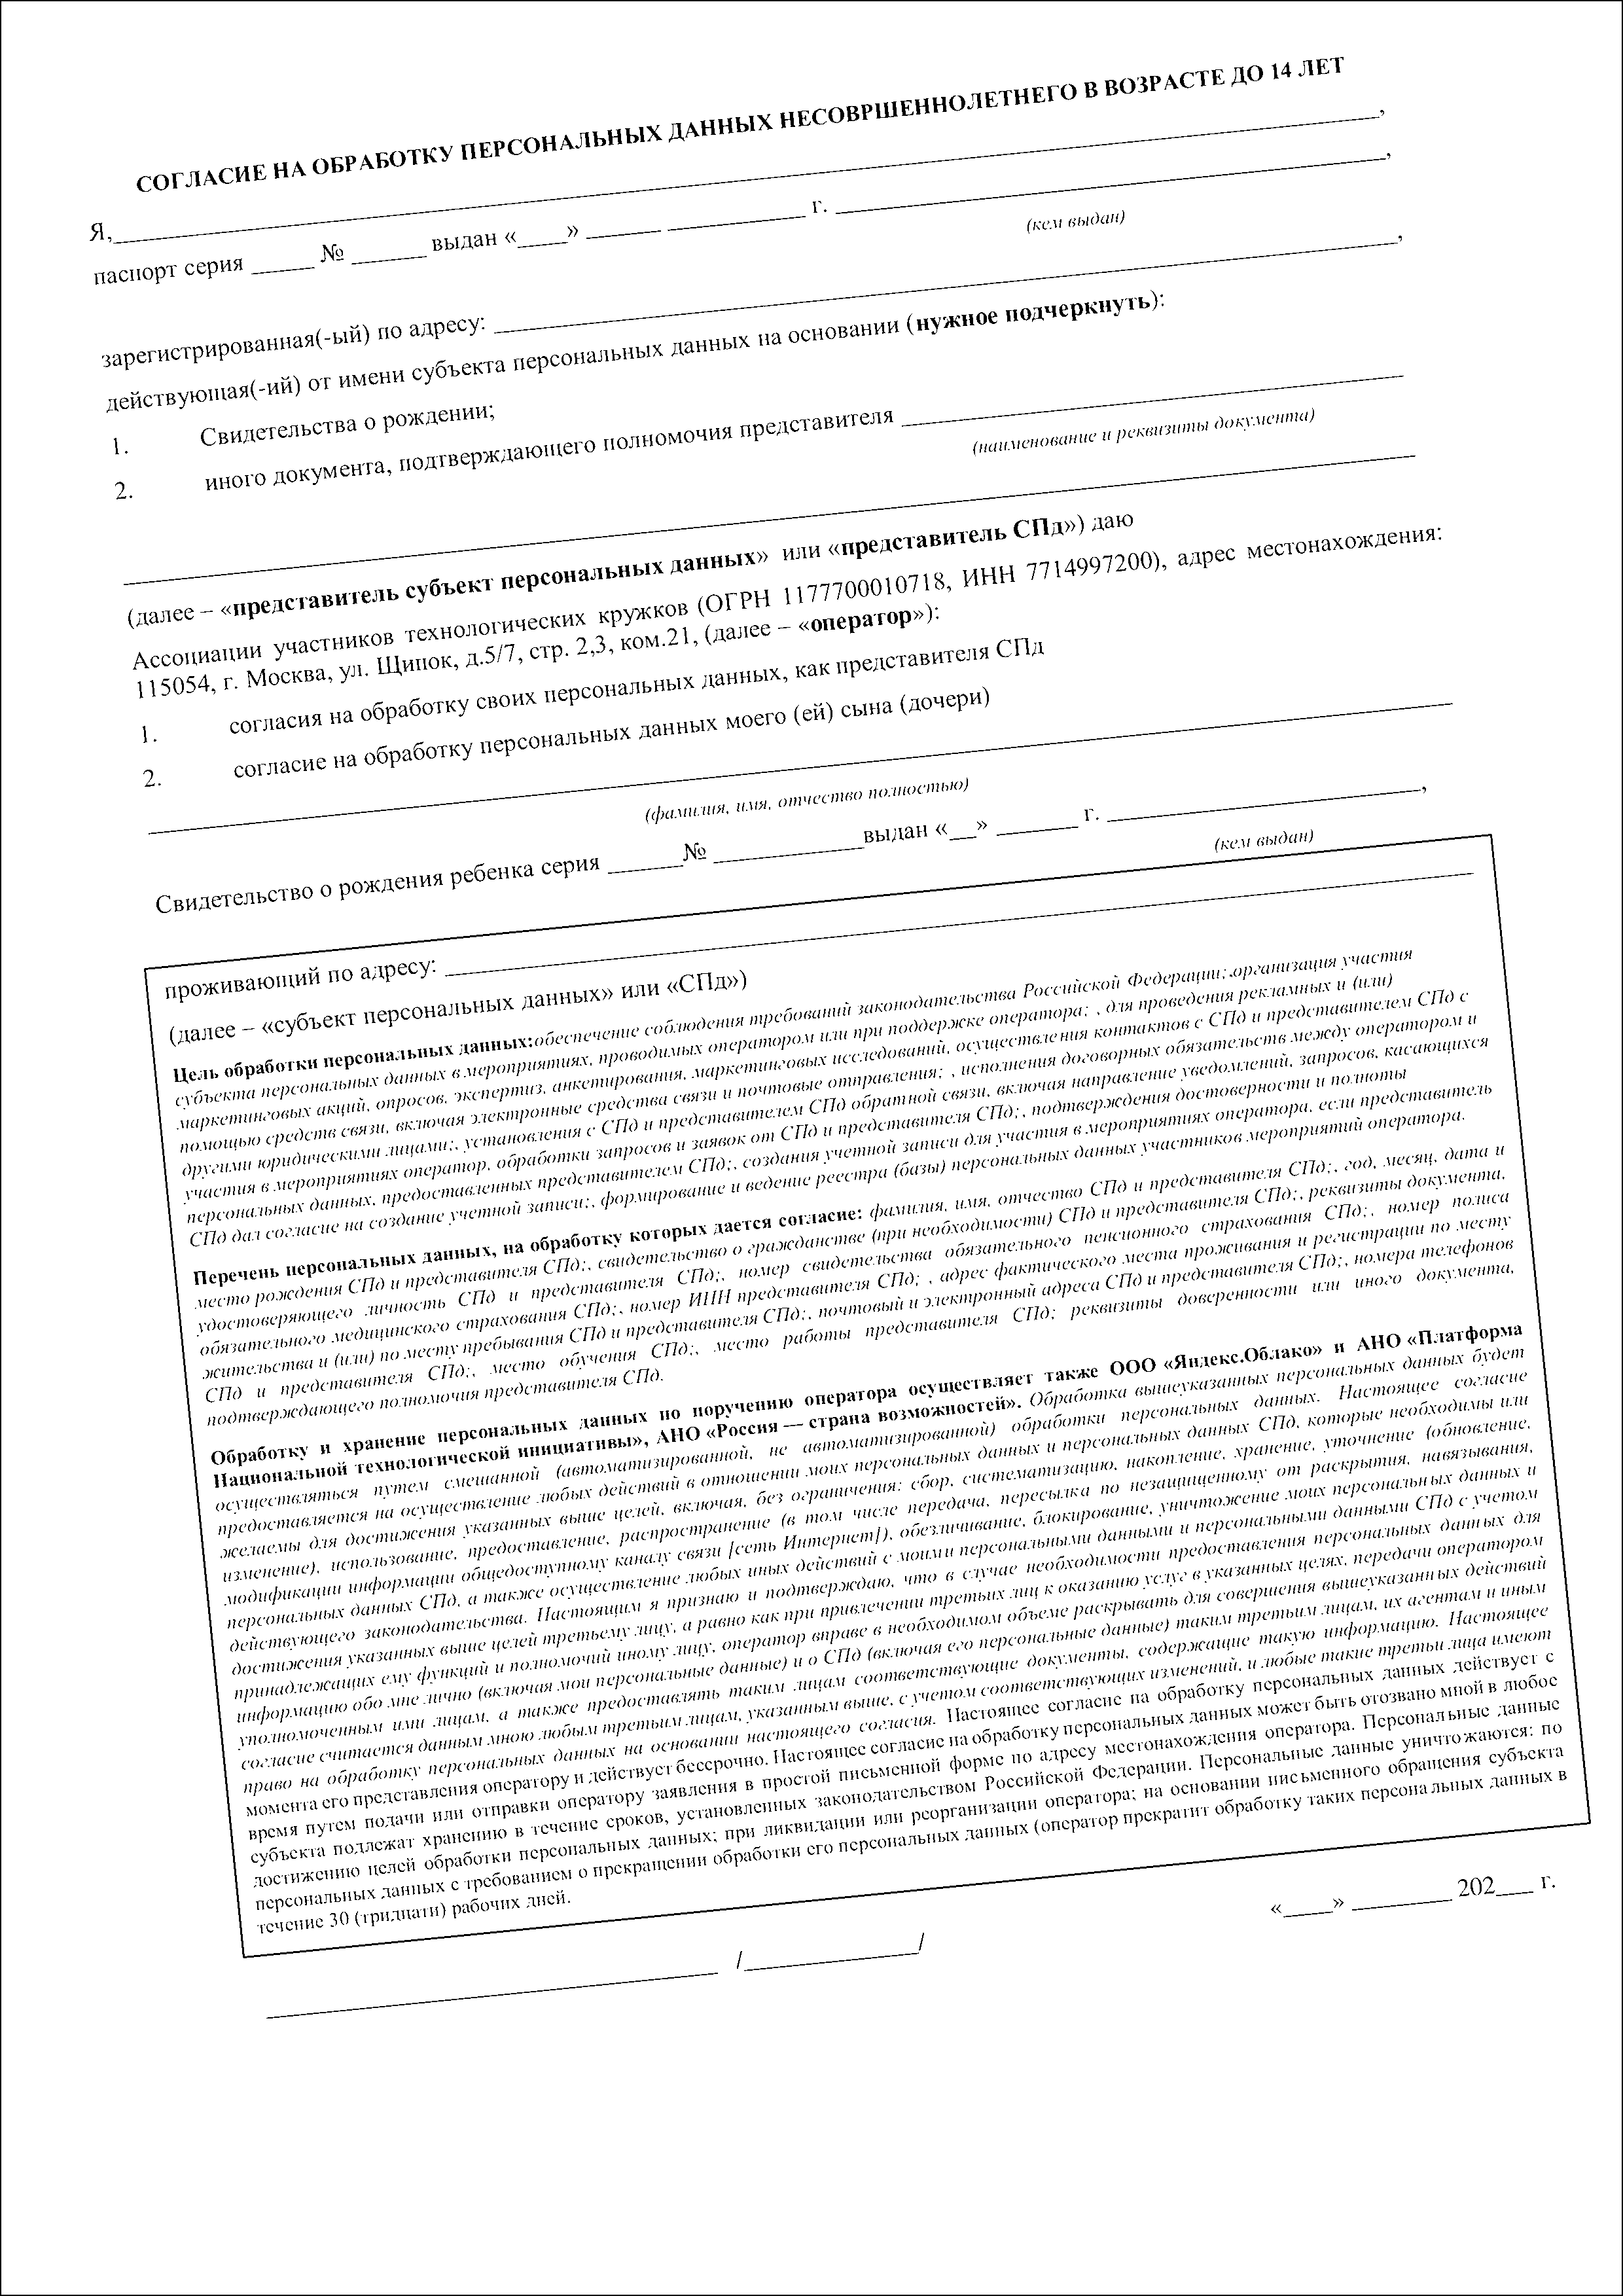 СОГЛАСИЕ НА ОБРАБОТКУ ПЕРСОНАЛЬНЫХ ДАННЫХ НЕСОВРШЕННОЛЕТНЕГО В ВОЗРАСТЕ ДО 14 ЛЕТ
Я,______________________________________________,
паспорт серия _____ № ______ выдан «____» ______ ___________ г. ______________________,
(кем выдан)
зарегистрированная(-ый) по адресу: ______________________________,
действующая(-ий) от имени субъекта персональных данных на основании (нужное подчеркнуть):
1. Свидетельства о рождении;
2. иного документа, подтверждающего полномочия представителя ______________________
(наименование и реквизиты документа)
______________________________________________
(далее – «представитель субъект персональных данных» или «представитель СПд») даю
Ассоциации участников технологических кружков (ОГРН 1177700010718, ИНН 7714997200), адрес местонахождения:
115054, г. Москва, ул. Щипок, д.5/7, стр. 2,3, ком.21, (далее – «оператор»):
1. согласия на обработку своих персональных данных, как представителя СПд
2. согласие на обработку персональных данных моего (ей) сына (дочери)
______________________________________________
(фамилия, имя, отчество полностью)
Свидетельство о рождения ребенка серия ______№ ____________выдан «__» ______ г. ______________________,
(кем выдан)
проживающий по адресу: ______________________________
(далее – «субъект персональных данных» или «СПд»)
Цель обработки персональных данных:обеспечение соблюдения требований законодательства Российской Федерации;.организация участия
субъекта персональных данных в мероприятиях, проводимых оператором или при поддержке оператора; , для проведения рекламных и (или)
маркетинговых акций, опросов, экспертиз, анкетирования, маркетинговых исследований, осуществления контактов с СПд и представителем СПд с
помощью средств связи, включая электронные средства связи и почтовые отправления; , исполнения договорных обязательств между оператором и
другими юридическими лицами;, установления с СПд и представителем СПд обратной связи, включая направление уведомлений, запросов, касающихся
участия в мероприятиях оператор, обработки запросов и заявок от СПд и представителя СПд;, подтверждения достоверности и полноты
персональных данных, предоставленных представителем СПд;, создания учетной записи для участия в мероприятиях оператора, если представитель
СПд дал согласие на создание учетной записи;, формирование и ведение реестра (базы) персональных данных участников мероприятий оператора.
Перечень персональных данных, на обработку которых дается согласие: фамилия, имя, отчество СПд и представителя СПд;, год, месяц, дата и
место рождения СПд и представителя СПд;, свидетельство о гражданстве (при необходимости) СПд и представителя СПд;, реквизиты документа,
удостоверяющего личность СПд и представителя СПд;, номер свидетельства обязательного пенсионного страхования СПд;, номер полиса
обязательного медицинского страхования СПд;, номер ИНН представителя СПд; , адрес фактического места проживания и регистрации по месту
жительства и (или) по месту пребывания СПд и представителя СПд;, почтовый и электронный адреса СПд и представителя СПд;, номера телефонов
СПд и представителя СПд;, место обучения СПд;, место работы представителя СПд; реквизиты доверенности или иного документа,
подтверждающего полномочия представителя СПд.
Обработку и хранение персональных данных по поручению оператора осуществляет также ООО «Яндекс.Облако» и АНО «Платформа
Национальной технологической инициативы», АНО «Россия — страна возможностей». Обработка вышеуказанных персональных данных будет
осуществляться путем смешанной (автоматизированной, не автоматизированной) обработки персональных данных. Настоящее согласие
предоставляется на осуществление любых действий в отношении моих персональных данных и персональных данных СПд, которые необходимы или
желаемы для достижения указанных выше целей, включая, без ограничения: сбор, систематизацию, накопление, хранение, уточнение (обновление,
изменение), использование, предоставление, распространение (в том числе передача, пересылка по незащищенному от раскрытия, навязывания,
модификации информации общедоступному каналу связи [сеть Интернет]), обезличивание, блокирование, уничтожение моих персональных данных и
персональных данных СПд, а также осуществление любых иных действий с моими персональными данными и персональными данными СПд с учетом
действующего законодательства. Настоящим я признаю и подтверждаю, что в случае необходимости предоставления персональных данных для
достижения указанных выше целей третьему лицу, а равно как при привлечении третьих лиц к оказанию услуг в указанных целях, передачи оператором
принадлежащих ему функций и полномочий иному лицу, оператор вправе в необходимом объеме раскрывать для совершения вышеуказанных действий
информацию обо мне лично (включая мои персональные данные) и о СПд (включая его персональные данные) таким третьим лицам, их агентам и иным
уполномоченным ими лицам, а также предоставлять таким лицам соответствующие документы, содержащие такую информацию. Настоящее
согласие считается данным мною любым третьим лицам, указанным выше, с учетом соответствующих изменений, и любые такие третьи лица имеют
право на обработку персональных данных на основании настоящего согласия. Настоящее согласие на обработку персональных данных действует с
момента его представления оператору и действует бессрочно. Настоящее согласие на обработку персональных данных может быть отозвано мной в любое
время путем подачи или отправки оператору заявления в простой письменной форме по адресу местонахождения оператора. Персональные данные
субъекта подлежат хранению в течение сроков, установленных законодательством Российской Федерации. Персональные данные уничтожаются: по
достижению целей обработки персональных данных; при ликвидации или реорганизации оператора; на основании письменного обращения субъекта
персональных данных с требованием о прекращении обработки его персональных данных (оператор прекратит обработку таких персональных данных в
течение 30 (тридцати) рабочих дней.
«____» ________ 202___ г.
______________________ /______________/